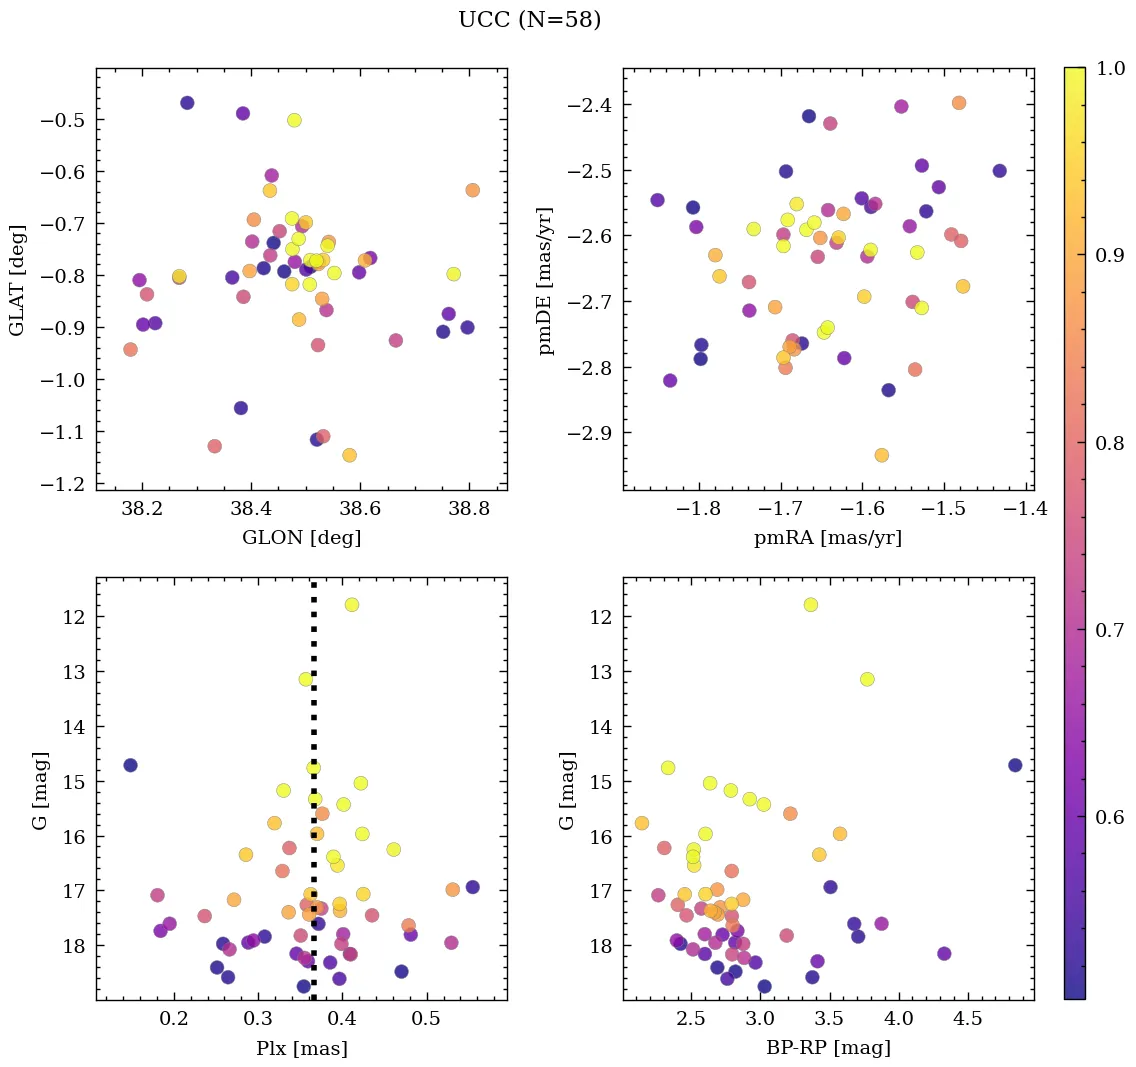 UCC (N=58)
−0.5
−0.6
−0.7
−0.8
−0.9
−1.0
−1.1
−1.2
GLAT [deg]
38.2 38.4 38.6 38.8
GLON [deg]
−2.4
−2.5
−2.6
−2.7
−2.8
−2.9
pmDE [mas/yr]
−1.8 −1.7 −1.6 −1.5 −1.4
pmRA [mas/yr]
12
13
14
15
16
17
18
G [mag]
0.2 0.3 0.4 0.5
Plx [mas]
12
13
14
15
16
17
18
G [mag]
2.5 3.0 3.5 4.0 4.5
BP-RP [mag]
1.0
0.9
0.8
0.7
0.6